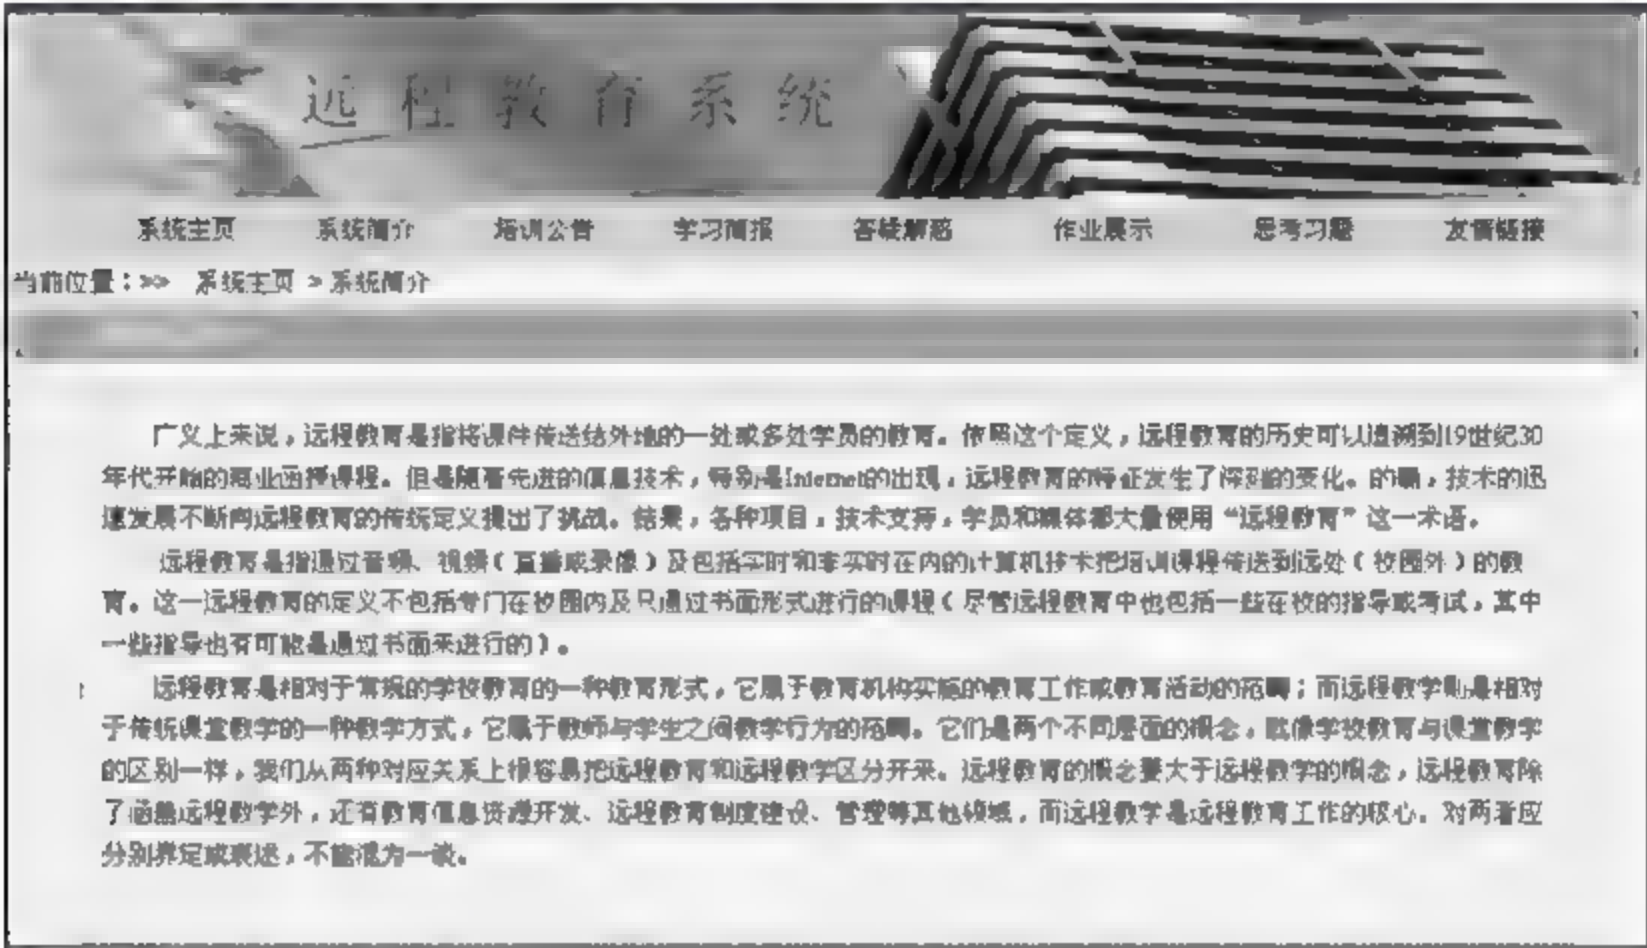 远程教育系统
系统主页 系统简介 培训公告 学习简报 答疑解惑 作业展示 思考习题 友情链接
当前位置：>> 系统主页 > 系统简介
广义上来说，远程教育是指将课件传送给外地的一处或多处学员的教育。依照这个定义，远程教育的历史可以追溯到19世纪30
年代开始的商业函授课程。但是随着先进的信息技术，特别是Internet的出现，远程教育的特征发生了深刻的变化。的确，技术的迅
速发展不断向远程教育的传统定义提出了挑战。结果，各种项目，技术支持，学员和媒体都大量使用“远程教育”这一术语。
远程教育是指通过音频、视频（直播或录像）及包括实时和非实时在内的计算机技术把培训课程传送到远处（校园外）的教
育。这一远程教育的定义不包括专门在校园内及只通过书面形式进行的课程（尽管远程教育中也包括一些在校的指导或考试，其中
一些指导也有可能是通过书面来进行的）。
远程教育是相对于常规的学校教育的一种教育形式，它属于教育机构实施的教育工作或教育活动的范畴；而远程教学则是相对
于传统课堂教学的一种教学方式，它属于教师与学生之间教学行为的范畴。它们是两个不同层面的概念，就像学校教育与课堂教学
的区别一样，我们从两种对应关系上很容易把远程教育和远程教学区分开来。远程教育的概念要大于远程教学的概念，远程教育除
了涵盖远程教学外，还有教育信息资源开发、远程教育制度建设、管理等其他领域，而远程教学是远程教育工作的核心。对两者应
分别界定或表述，不能混为一谈。